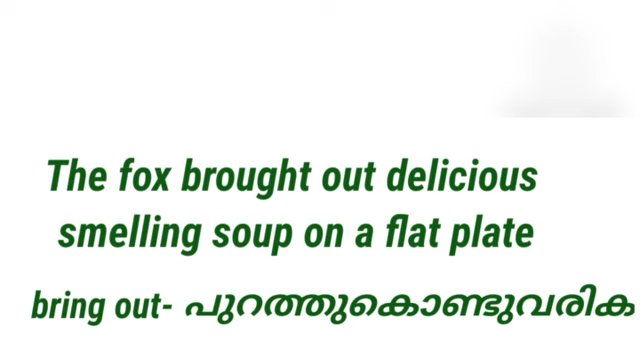 The fox brought out delicious
smelling soup on a flat plate
bring out- പുറത്തുകൊണ്ടുവരിക